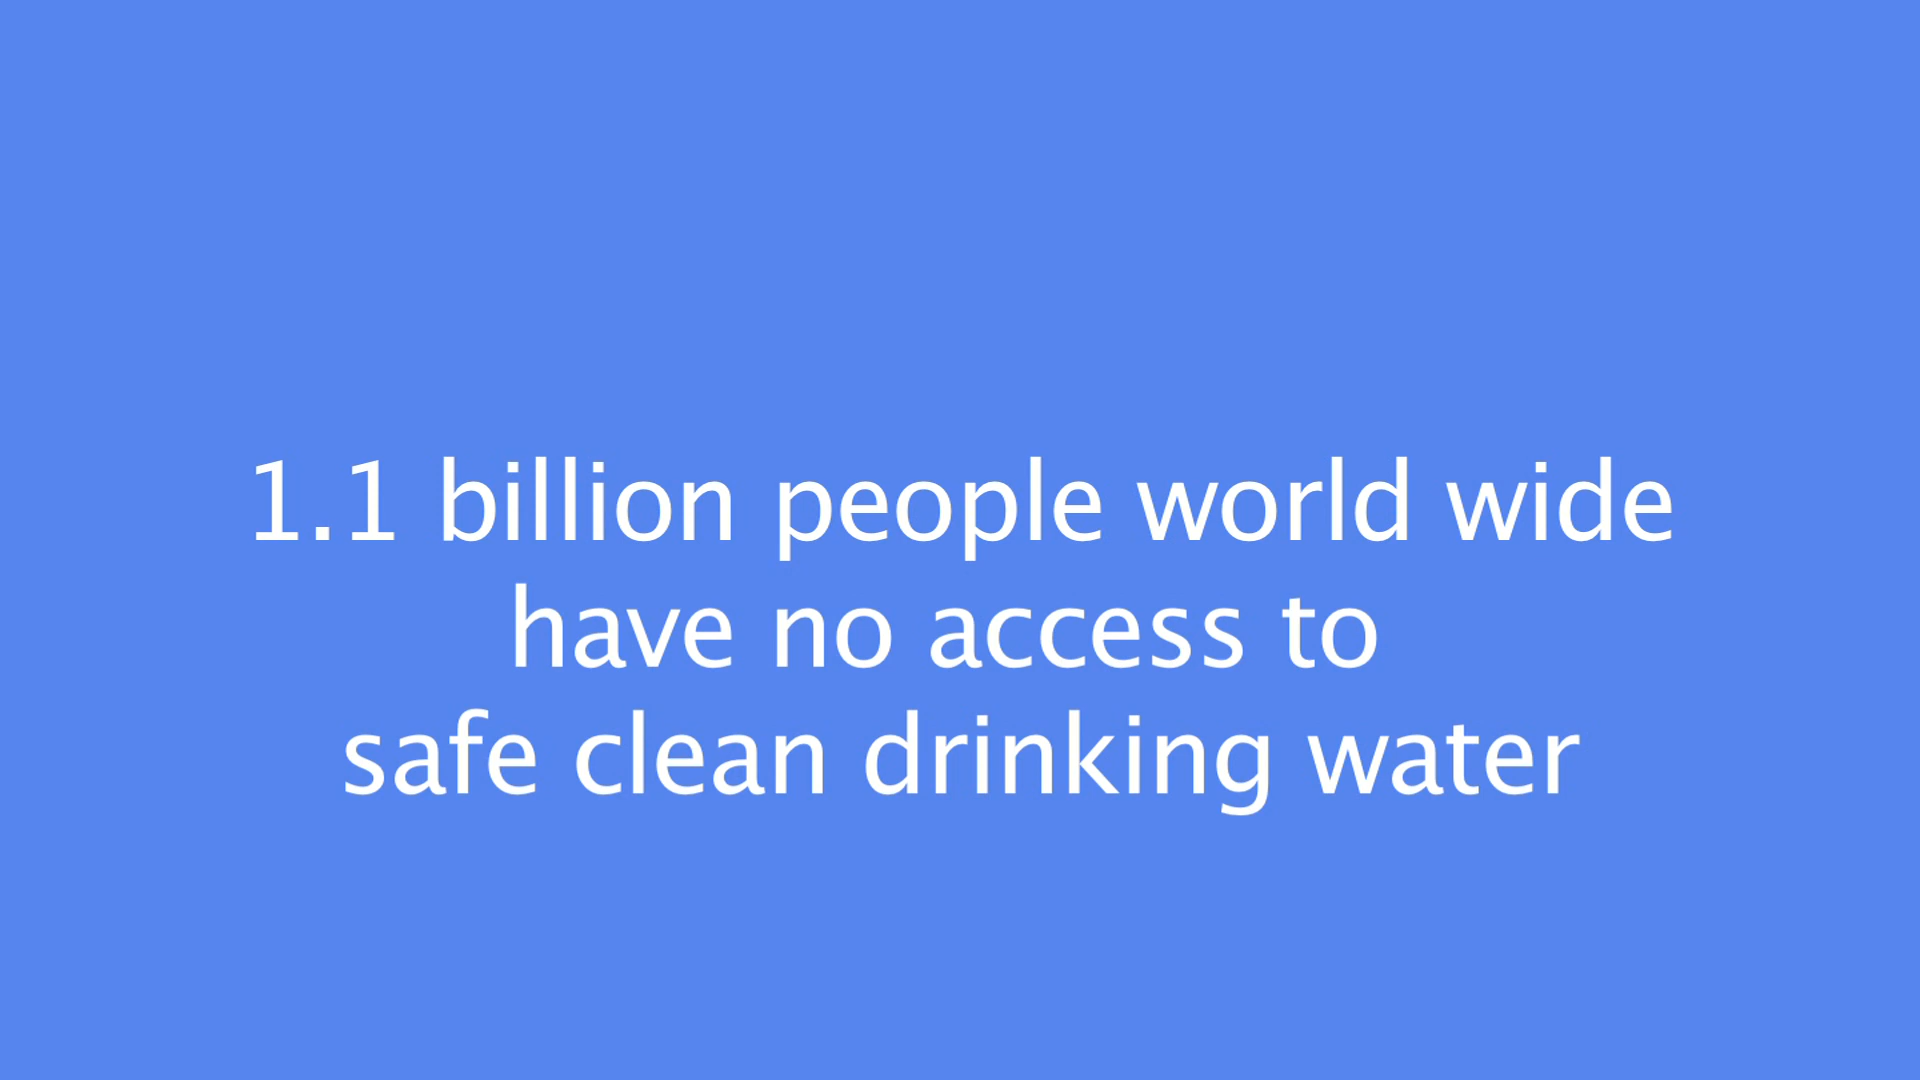 1.1 billion people world wide
have no access to
safe clean drinking water